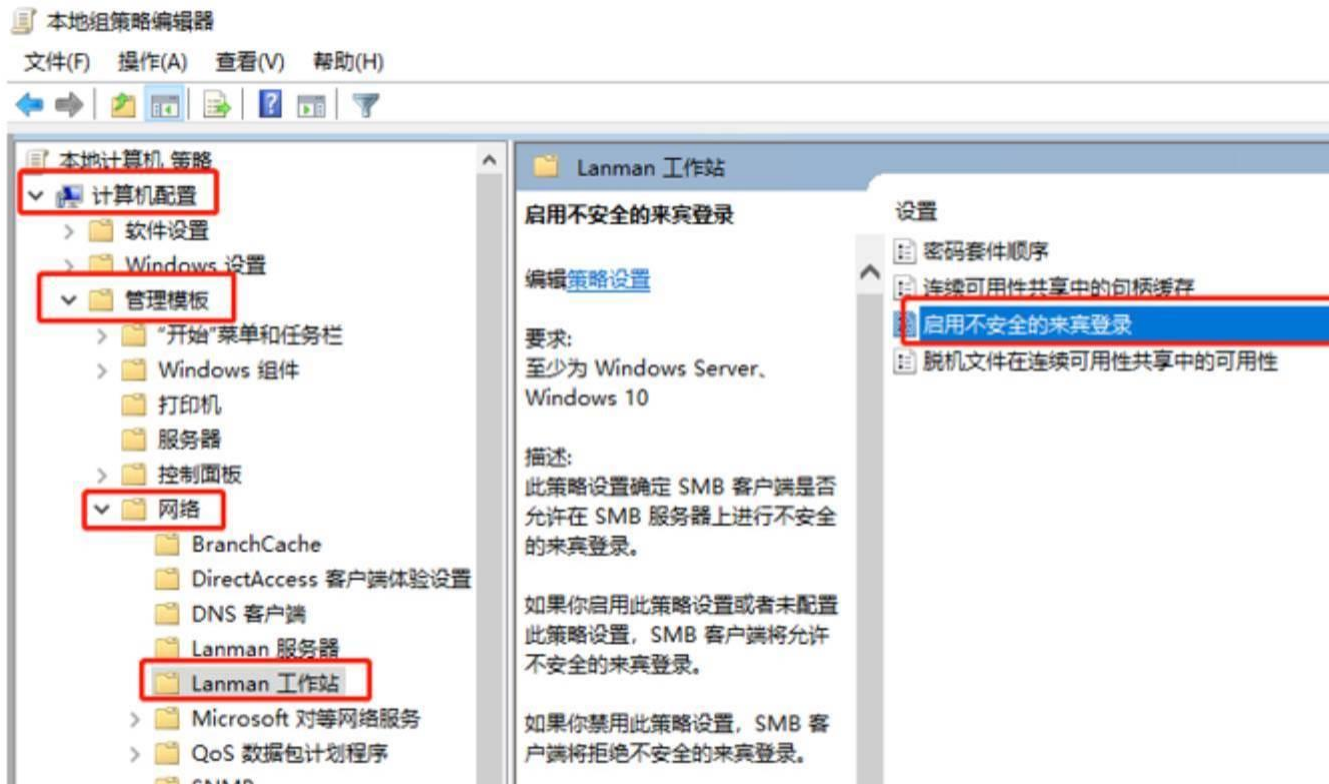 本地组策略编辑器
文件(F) 操作(A) 查看(V) 帮助(H)
本地计算机 策略
计算机配置
软件设置
Windows 设置
管理模板
“开始”菜单和任务栏
Windows 组件
打印机
服务器
控制面板
网络
BranchCache
DirectAccess 客户端体验设置
DNS 客户端
Lanman 服务器
Lanman 工作站
Microsoft 对等网络服务
QoS 数据包计划程序
SNMP
Lanman 工作站
启用不安全的来宾登录
编辑策略设置
要求:
至少为 Windows Server、
Windows 10
描述:
此策略设置确定 SMB 客户端是否
允许在 SMB 服务器上进行不安全
的来宾登录。
如果你启用此策略设置或者未配置
此策略设置，SMB 客户端将允许
不安全的来宾登录。
如果你禁用此策略设置，SMB 客
户端将拒绝不安全的来宾登录。
设置
密码套件顺序
连续可用性共享中的句柄缓存
启用不安全的来宾登录
脱机文件在连续可用性共享中的可用性